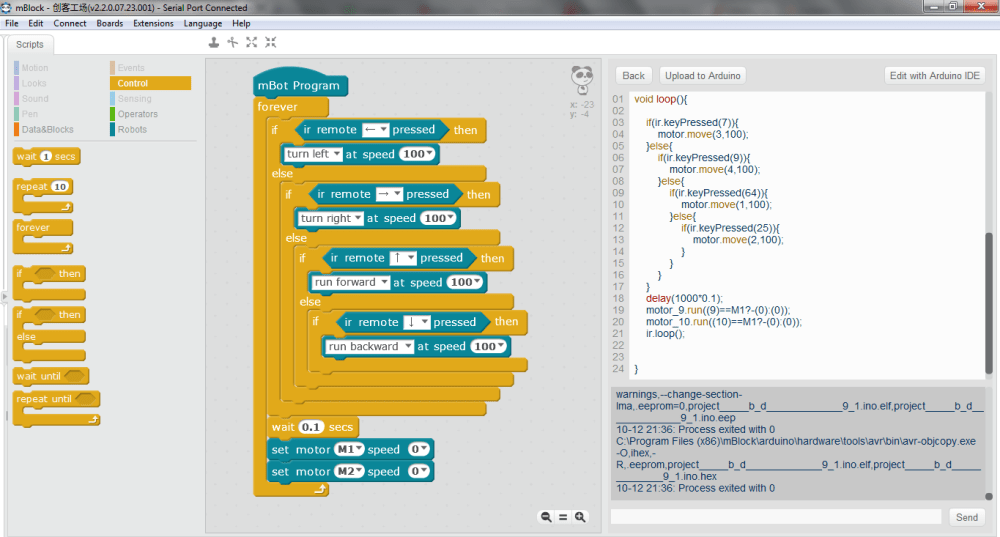 mBlock - 创客工场(v2.2.0.07.23.001) - Serial Port Connected
File Edit Connect Boards Extensions Language Help
Scripts
Motion Events
Looks Control
Sound Sensing
Pen Operators
Data&Blocks Robots
wait 1 secs
repeat 10
forever
if then
if then
else
wait until
repeat until
x: -23
y: -4
mBot Program
forever
if ir remote ← pressed then
turn left at speed 100
else
if ir remote → pressed then
turn right at speed 100
else
if ir remote ↑ pressed then
run forward at speed 100
else
if ir remote ↓ pressed then
run backward at speed 100
wait 0.1 secs
set motor M1 speed 0
set motor M2 speed 0
Back Upload to Arduino Edit with Arduino IDE
01 void loop(){
02
03 if(ir.keyPressed(7)){
04 motor.move(3,100);
05 }else{
06 if(ir.keyPressed(9)){
07 motor.move(4,100);
08 }else{
09 if(ir.keyPressed(64)){
10 motor.move(1,100);
11 }else{
12 if(ir.keyPressed(25)){
13 motor.move(2,100);
14 }
15 }
16 }
17 }
18 delay(1000*0.1);
19 motor_9.run((9)==M1?-(0):(0));
20 motor_10.run((10)==M1?-(0):(0));
21 ir.loop();
22
23
24 }
warnings,--change-section-
lma,.eeprom=0,project_____b_d______________9_1.ino.elf,project_____b_d__
____________9_1.ino.eep
10-12 21:36: Process exited with 0
C:\Program Files (x86)\mBlock\arduino\hardware\tools\avr\bin\avr-objcopy.exe
-O,ihex,-
R,.eeprom,project_____b_d______________9_1.ino.elf,project_____b_d_____
_________9_1.ino.hex
10-12 21:36: Process exited with 0
Send